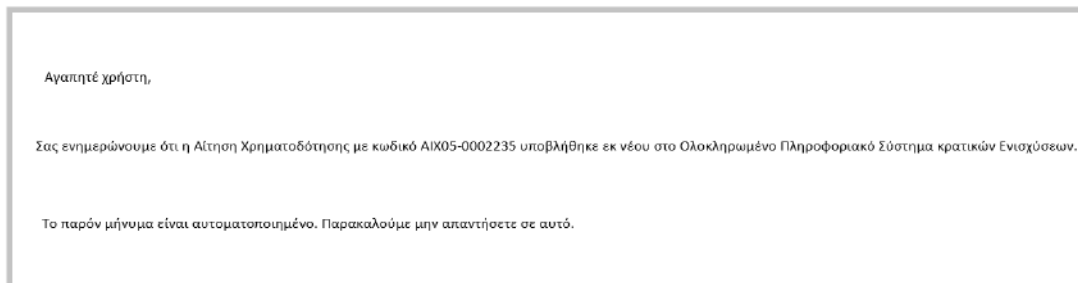 Αγαπητέ χρήστη,
Σας ενημερώνουμε ότι η Αίτηση Χρηματοδότησης με κωδικό ΑΙΧ05-0002235 υποβλήθηκε εκ νέου στο Ολοκληρωμένο Πληροφοριακό Σύστημα κρατικών Ενισχύσεων.
Το παρόν μήνυμα είναι αυτοματοποιημένο. Παρακαλούμε μην απαντήσετε σε αυτό.